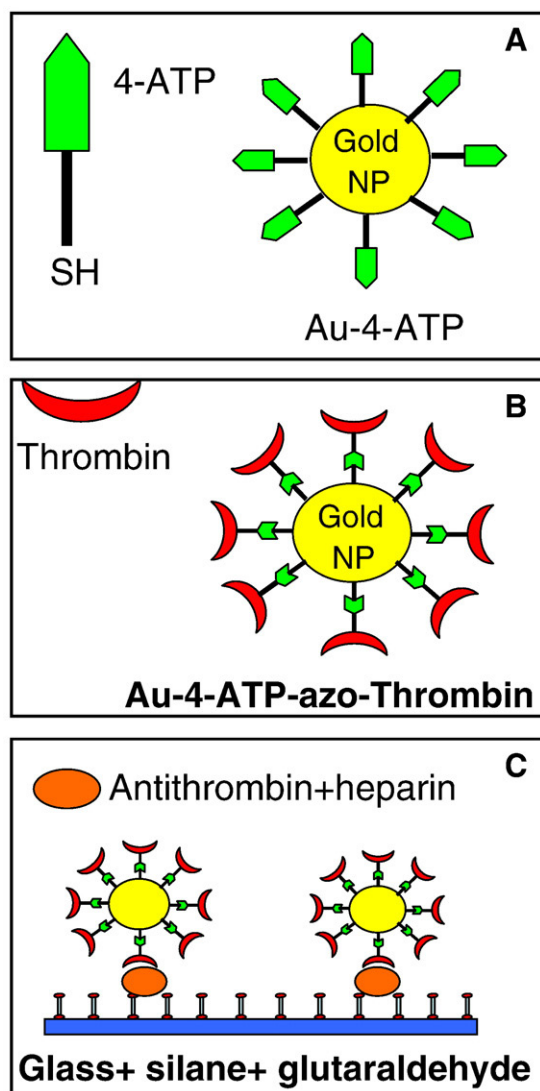 A
4-ATP
SH
Gold
NP
Au-4-ATP
B
Thrombin
Gold
NP
Au-4-ATP-azo-Thrombin
C
Antithrombin+heparin
Glass+ silane+ glutaraldehyde